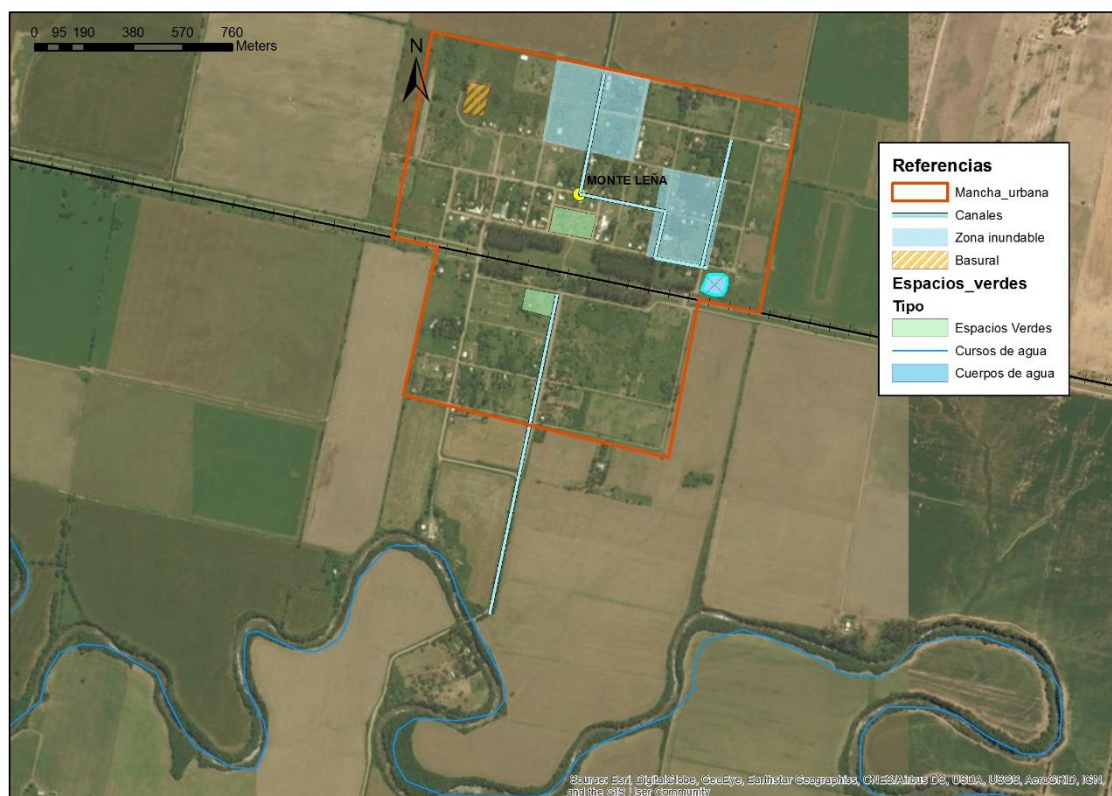 0 95 190 380 570 760
Meters
N
MONTE LEÑA
Referencias
Mancha_urbana
Canales
Zona inundable
Basural
Espacios_verdes
Tipo
Espacios Verdes
Cursos de agua
Cuerpos de agua
Source: Esri, DigitalGlobe, GeoEye, Earthstar Geographics, CNES/Airbus DS, USDA, USGS, AeroGRID, IGN,
and the GIS User Community